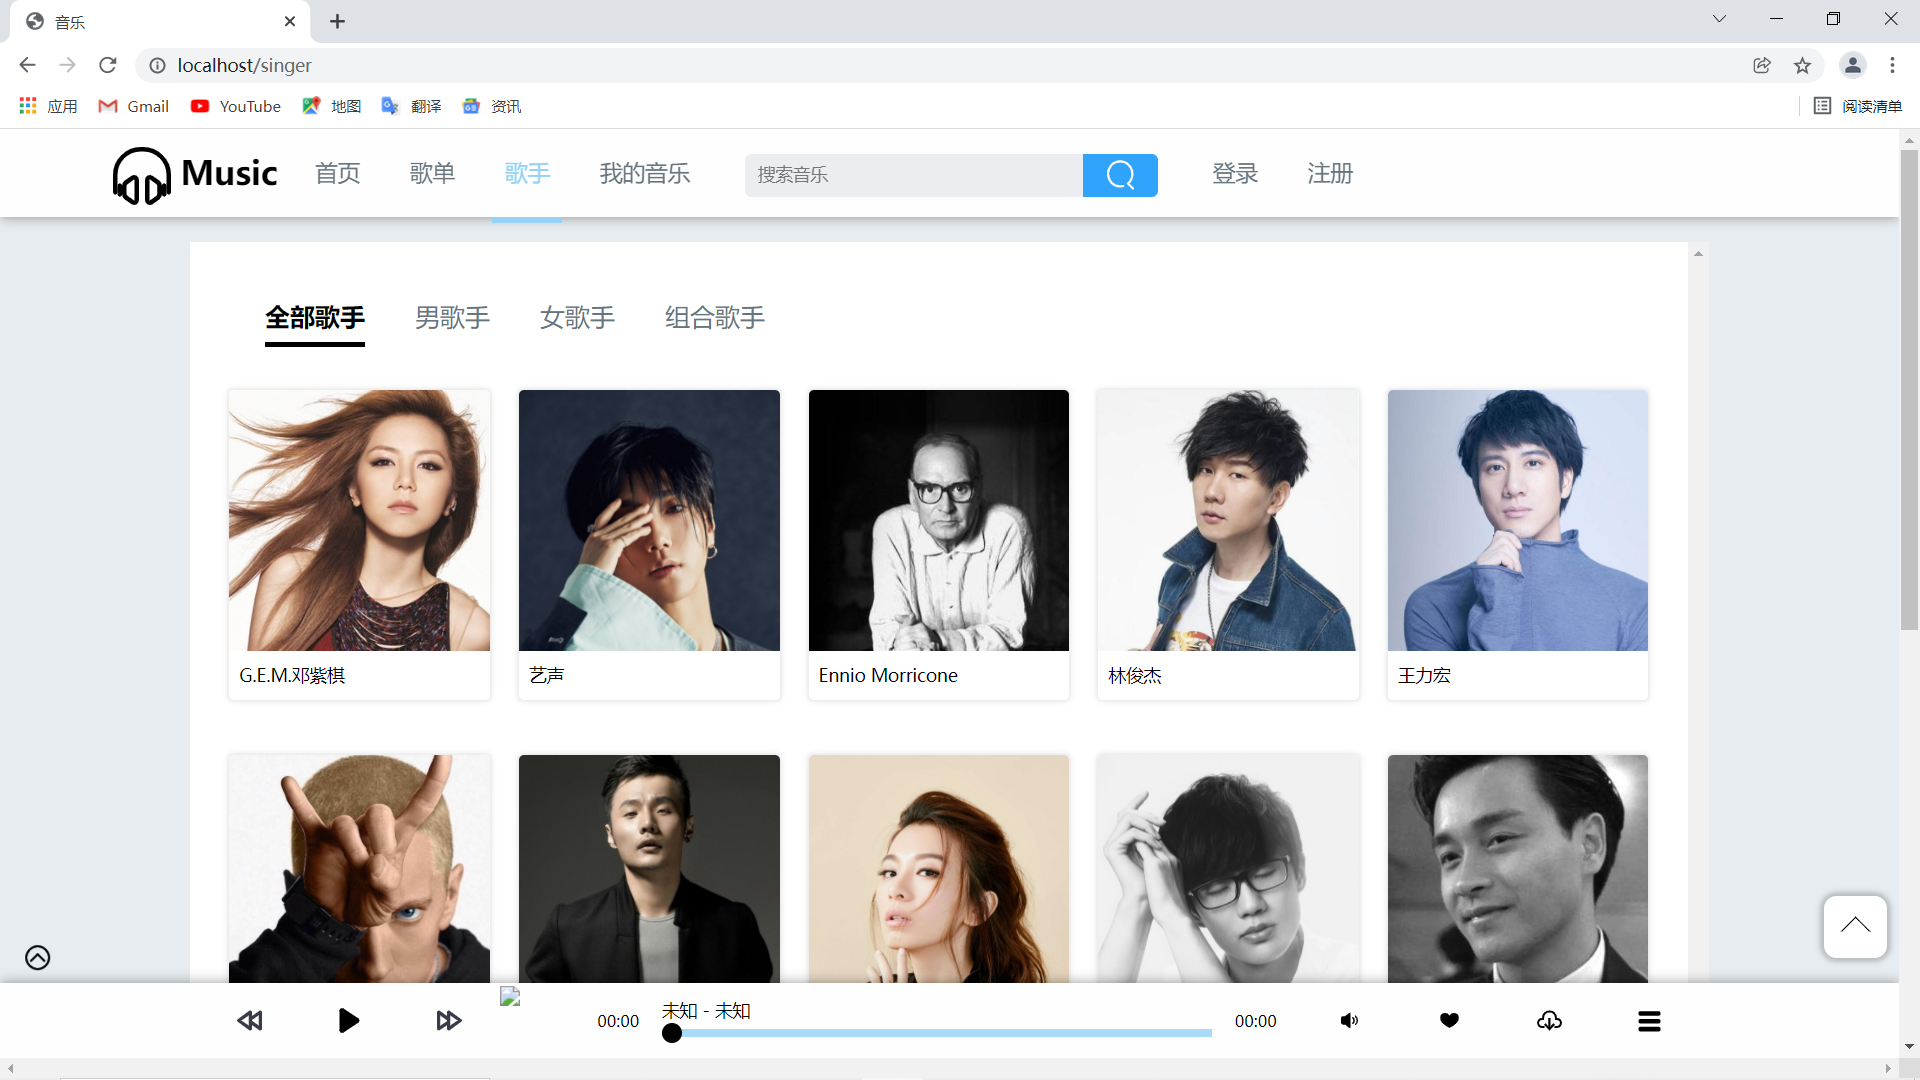 音乐
localhost/singer
应用 Gmail YouTube 地图 翻译 资讯 阅读清单
Music 首页 歌单 歌手 我的音乐 搜索音乐 登录 注册
全部歌手 男歌手 女歌手 组合歌手
G.E.M.邓紫棋 艺声 Ennio Morricone 林俊杰 王力宏
未知 - 未知
00:00 00:00